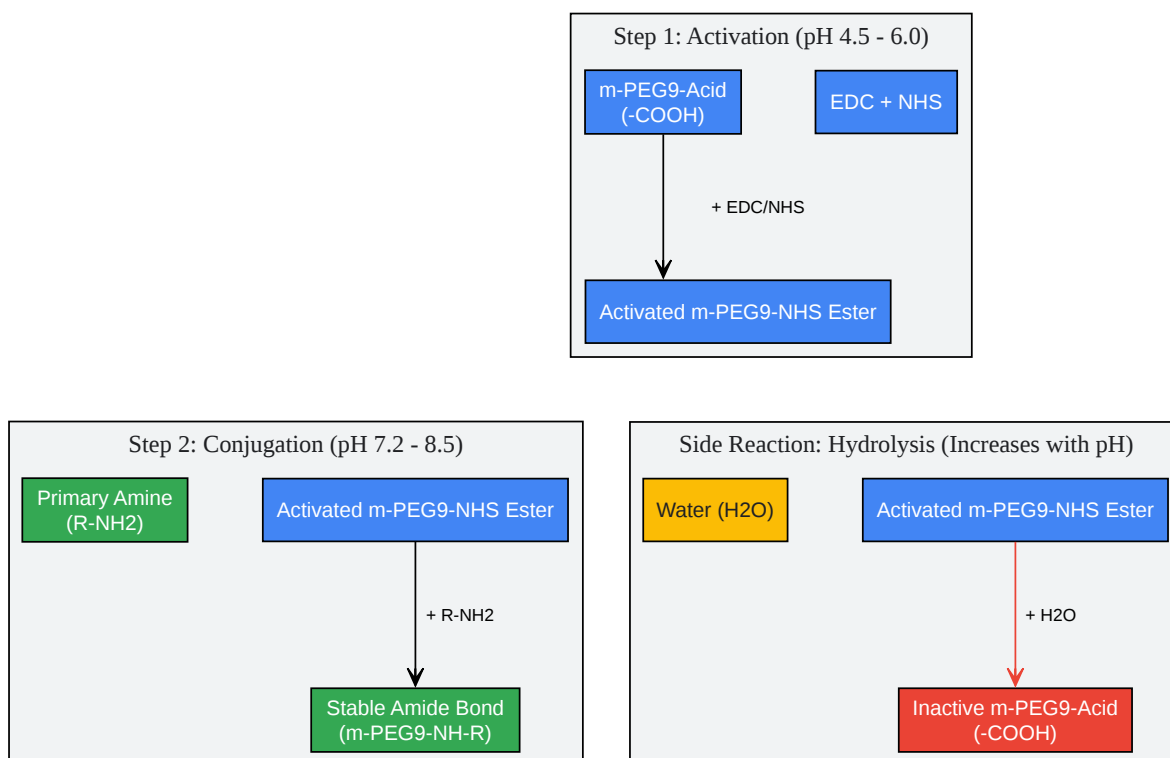 Step 1: Activation (pH 4.5 - 6.0)
m-PEG9-Acid
(-COOH)
EDC + NHS
+ EDC/NHS
Activated m-PEG9-NHS Ester
Step 2: Conjugation (pH 7.2 - 8.5)
Primary Amine
(R-NH2)
Activated m-PEG9-NHS Ester
+ R-NH2
Stable Amide Bond
(m-PEG9-NH-R)
Side Reaction: Hydrolysis (Increases with pH)
Water (H2O)
Activated m-PEG9-NHS Ester
+ H2O
Inactive m-PEG9-Acid
(-COOH)